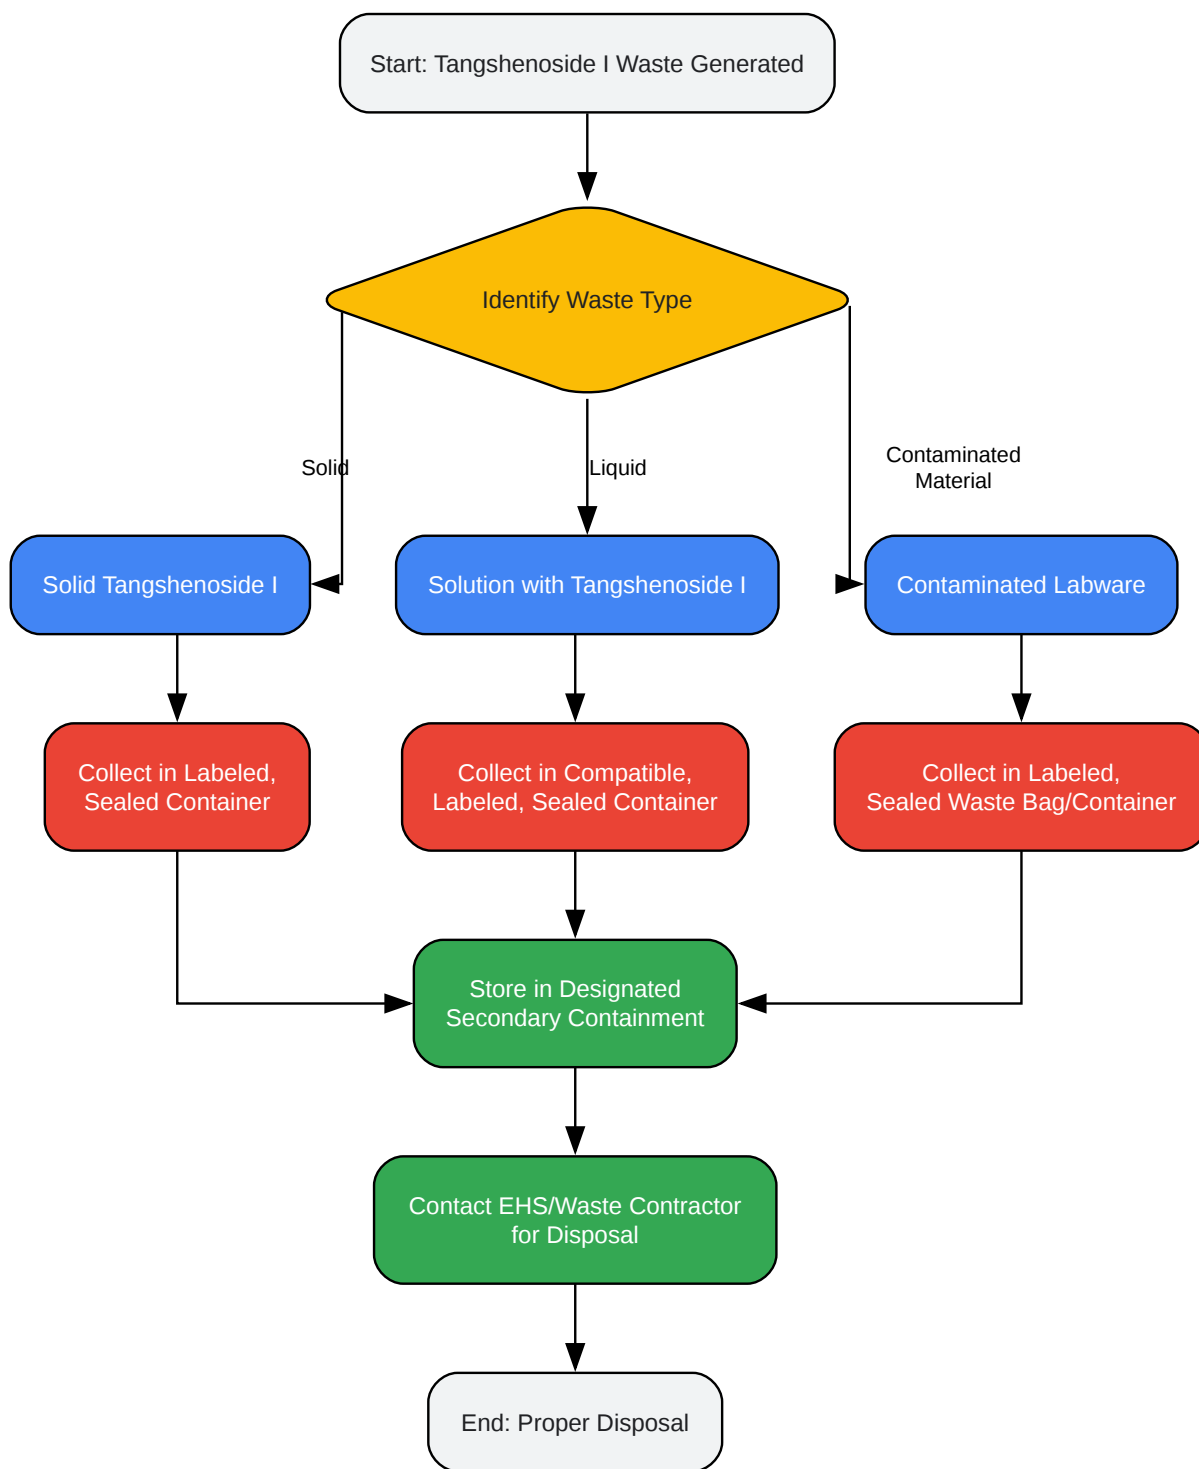 Start: Tangshenoside I Waste Generated
Identify Waste Type
Solid
Liquid
Contaminated
Material
Solid Tangshenoside I
Solution with Tangshenoside I
Contaminated Labware
Collect in Labeled,
Sealed Container
Collect in Compatible,
Labeled, Sealed Container
Collect in Labeled,
Sealed Waste Bag/Container
Store in Designated
Secondary Containment
Contact EHS/Waste Contractor
for Disposal
End: Proper Disposal